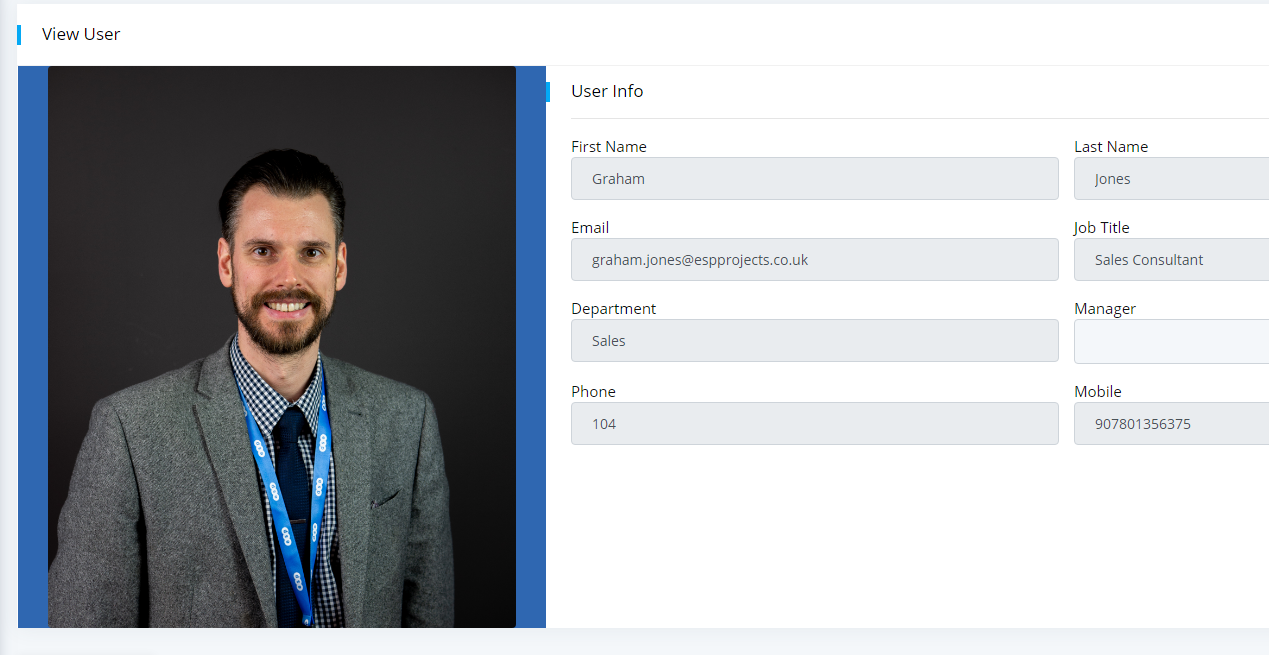 View User
User Info
First Name
Last Name
Graham
Jones
Email
Job Title
graham.jones@espprojects.co.uk
Sales Consultant
Department
Manager
Sales
Phone
Mobile
104
907801356375